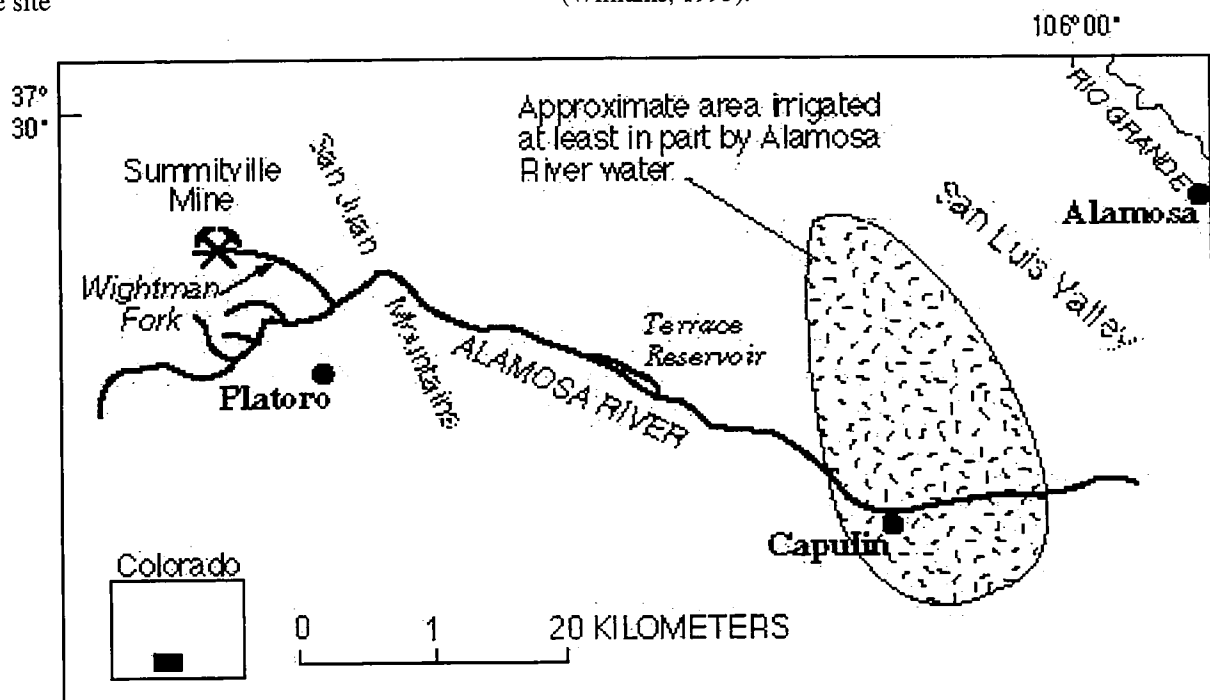 e site
106°00'
37°
30'
Approximate area irrigated
at least in part by Alamosa
River water
RIO GRANDE
Summitville
Mine
San Juan
Mountains
Alamosa
San Luis Valley
Wightman
Fork
Terrace
Reservoir
ALAMOSA RIVER
Platoro
Capulin
Colorado
0 1 20 KILOMETERS